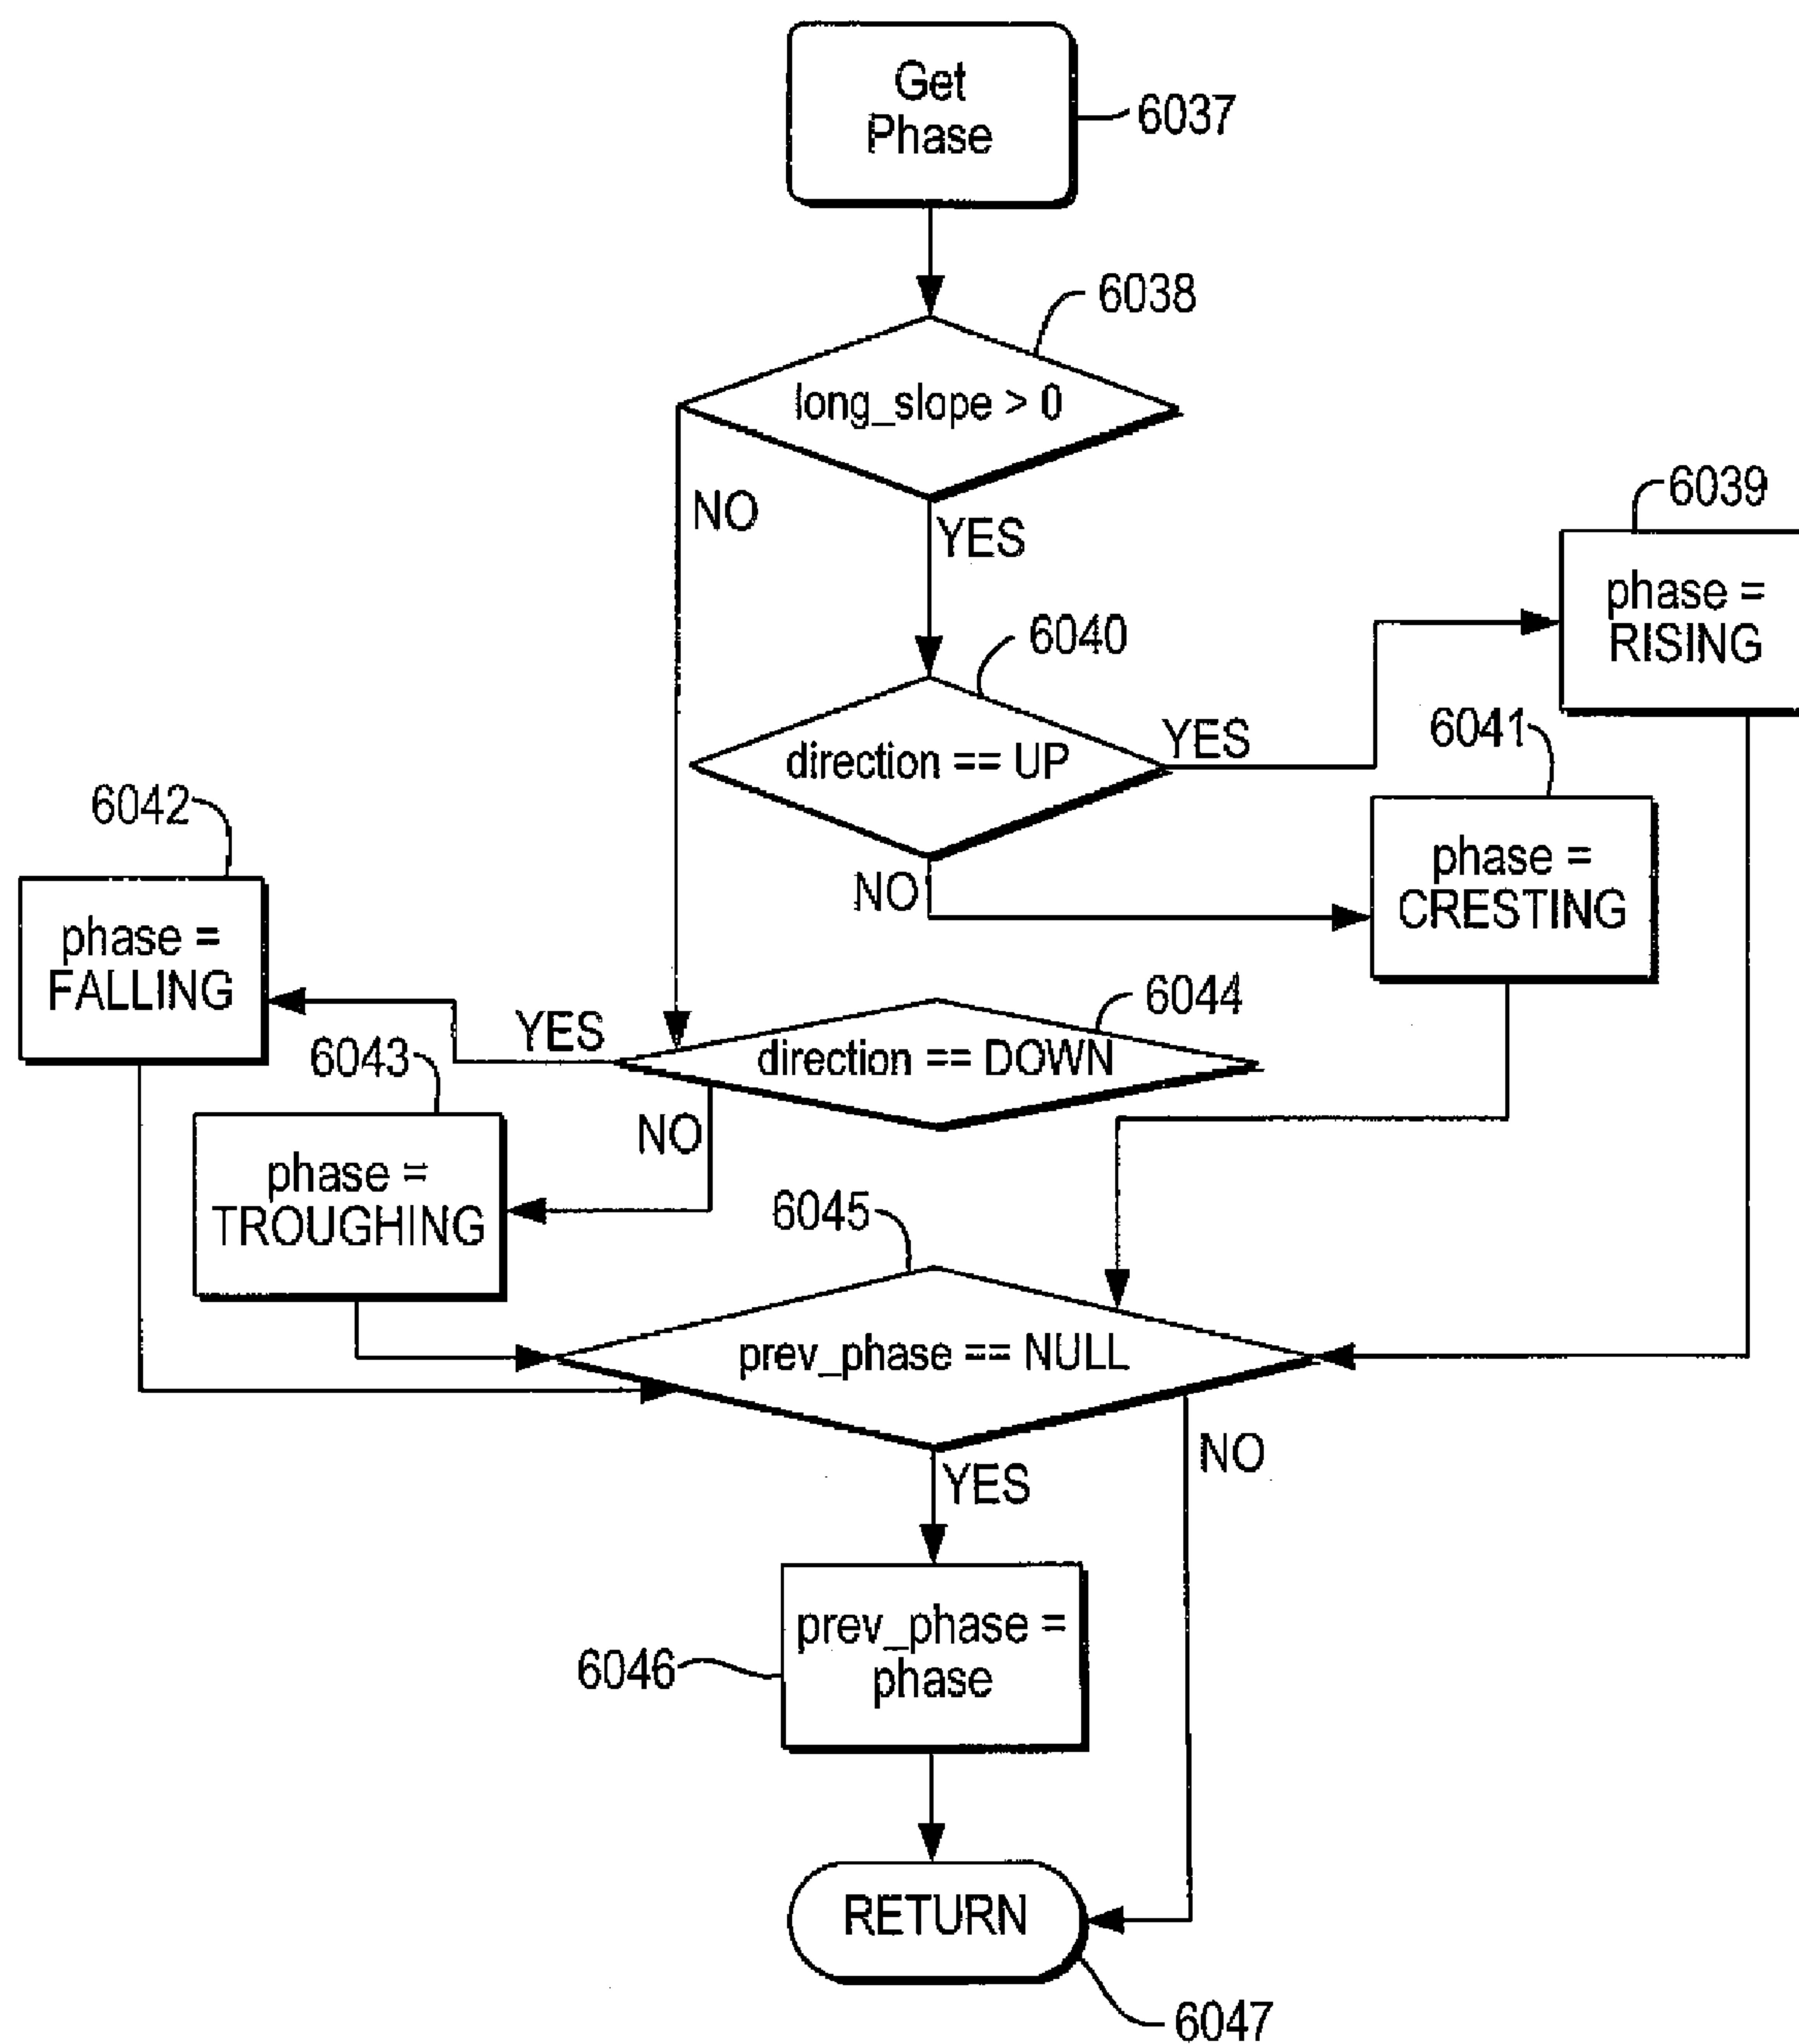 Get
Phase
6037
6038
long_slope > 0
NO
YES
6039
phase =
RISING
6040
direction == UP
YES
6041
NO
phase =
CRESTING
6042
phase =
FALLING
6044
YES
direction == DOWN
6043
NO
phase =
TROUGHING
6045
prev_phase == NULL
NO
YES
prev_phase =
phase
6046
RETURN
6047